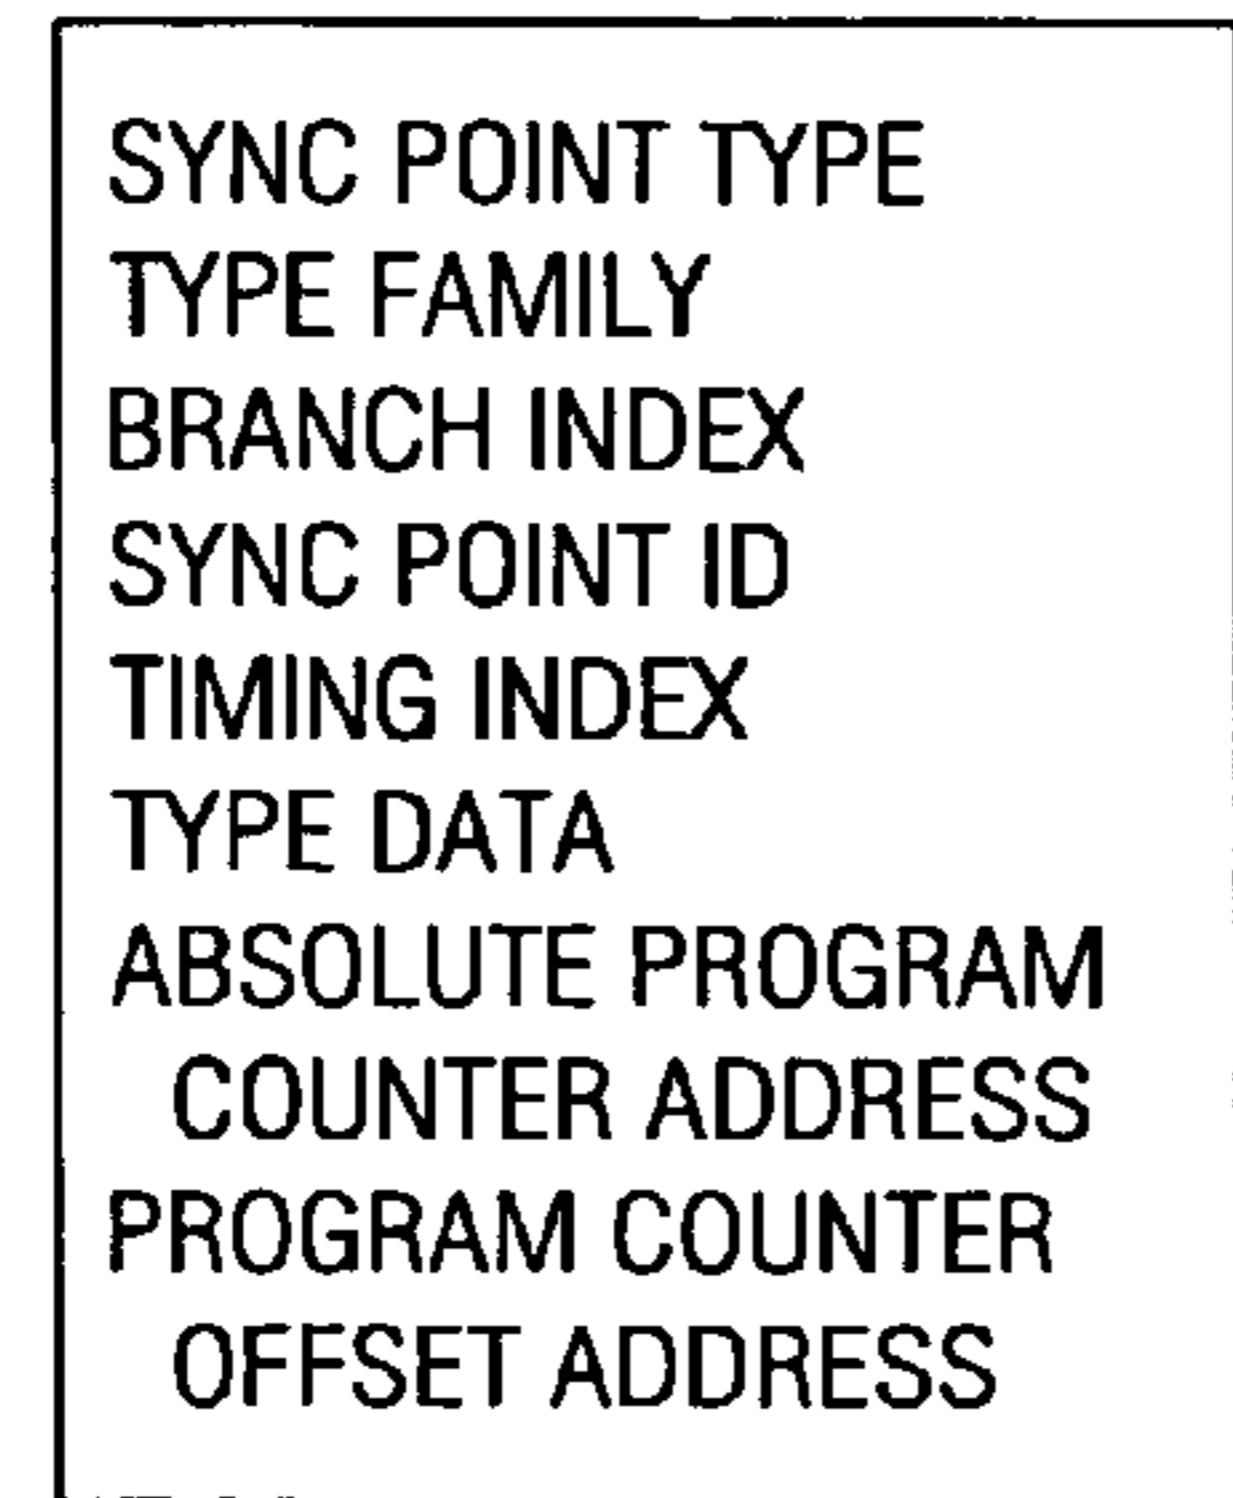 SYNC POINT TYPE
TYPE FAMILY
BRANCH INDEX
SYNC POINT ID
TIMING INDEX
TYPE DATA
ABSOLUTE PROGRAM
COUNTER ADDRESS
PROGRAM COUNTER
OFFSET ADDRESS